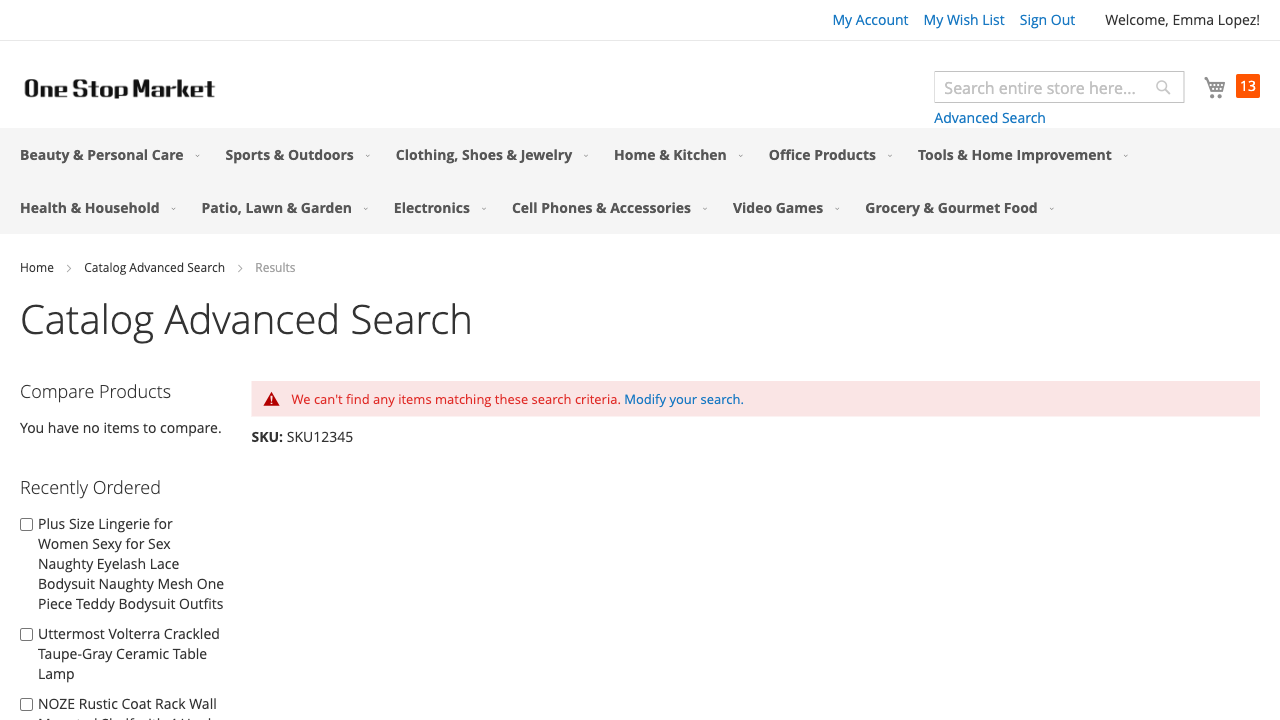 My Account My Wish List Sign Out Welcome, Emma Lopez!
One Stop Market
Search entire store here...
13
Advanced Search
Beauty & Personal Care Sports & Outdoors Clothing, Shoes & Jewelry Home & Kitchen Office Products Tools & Home Improvement
Health & Household Patio, Lawn & Garden Electronics Cell Phones & Accessories Video Games Grocery & Gourmet Food
Home Catalog Advanced Search Results
Catalog Advanced Search
Compare Products
You have no items to compare.
We can't find any items matching these search criteria. Modify your search.
SKU: SKU12345
Recently Ordered
Plus Size Lingerie for
Women Sexy for Sex
Naughty Eyelash Lace
Bodysuit Naughty Mesh One
Piece Teddy Bodysuit Outfits
Uttermost Volterra Crackled
Taupe-Gray Ceramic Table
Lamp
NOZE Rustic Coat Rack Wall